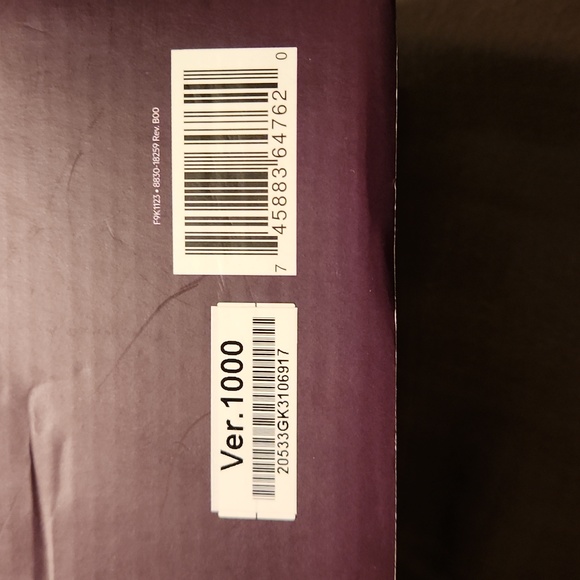 F9K1123 • 8830-18259 Rev. B00
7 45883 64762 0
Ver.1000
20533GK3106917